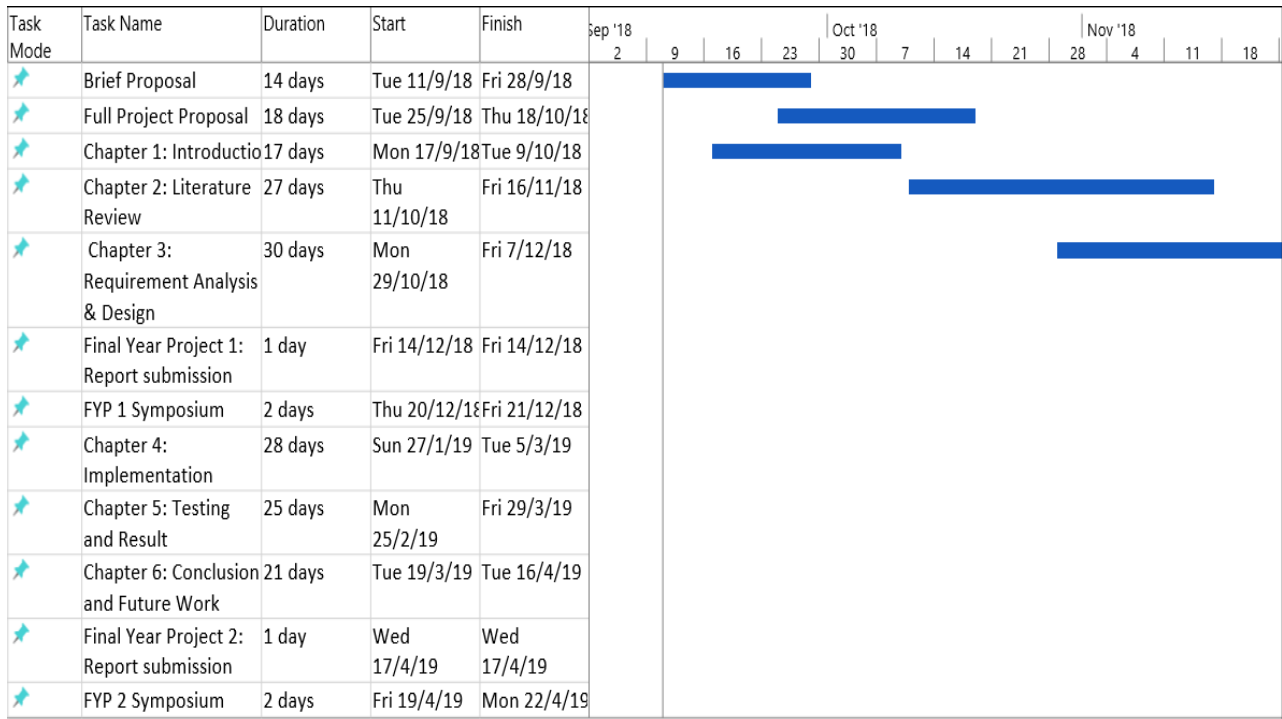 Task Mode Task Name Duration Start Finish
Sep '18 Oct '18 Nov '18
2 9 16 23 30 7 14 21 28 4 11 18
Brief Proposal 14 days Tue 11/9/18 Fri 28/9/18
Full Project Proposal 18 days Tue 25/9/18 Thu 18/10/18
Chapter 1: Introductio 17 days Mon 17/9/18 Tue 9/10/18
Chapter 2: Literature 27 days Thu Fri 16/11/18
Review 11/10/18
Chapter 3: 30 days Mon Fri 7/12/18
Requirement Analysis 29/10/18
& Design
Final Year Project 1: 1 day Fri 14/12/18 Fri 14/12/18
Report submission
FYP 1 Symposium 2 days Thu 20/12/18 Fri 21/12/18
Chapter 4: 28 days Sun 27/1/19 Tue 5/3/19
Implementation
Chapter 5: Testing 25 days Mon Fri 29/3/19
and Result 25/2/19
Chapter 6: Conclusion 21 days Tue 19/3/19 Tue 16/4/19
and Future Work
Final Year Project 2: 1 day Wed Wed
Report submission 17/4/19 17/4/19
FYP 2 Symposium 2 days Fri 19/4/19 Mon 22/4/19